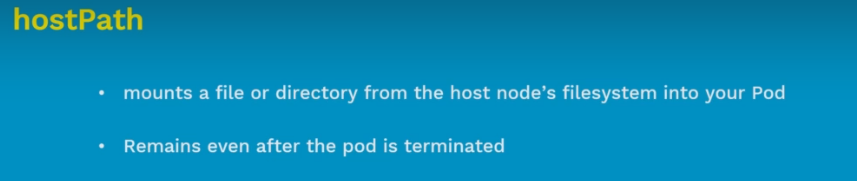 hostPath
• mounts a file or directory from the host node's filesystem into your Pod
• Remains even after the pod is terminated